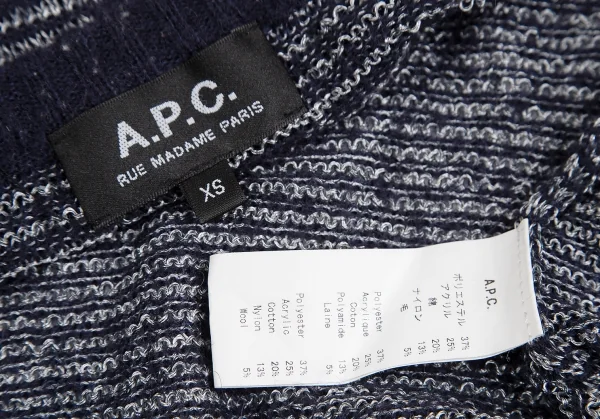 A.P.C.
RUE MADAME PARIS
XS
A.P.C.
ポリエステル 37%
アクリル 25%
綿 20%
ナイロン 13%
毛 5%
Polyester 37%
Acrylique 25%
Coton 20%
Polyamide 13%
Laine 5%
Polyester 37%
Acrylic 25%
Cotton 20%
Nylon 13%
Wool 5%